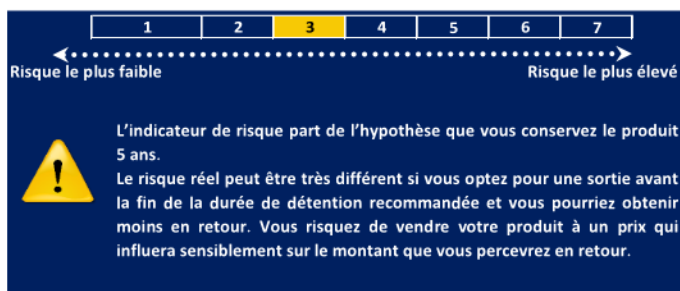 1 2 3 4 5 6 7
Risque le plus faible Risque le plus élevé
L'indicateur de risque part de l'hypothèse que vous conservez le produit
5 ans.
Le risque réel peut être très différent si vous optez pour une sortie avant
la fin de la durée de détention recommandée et vous pourriez obtenir
moins en retour. Vous risquez de vendre votre produit à un prix qui
influera sensiblement sur le montant que vous percevrez en retour.